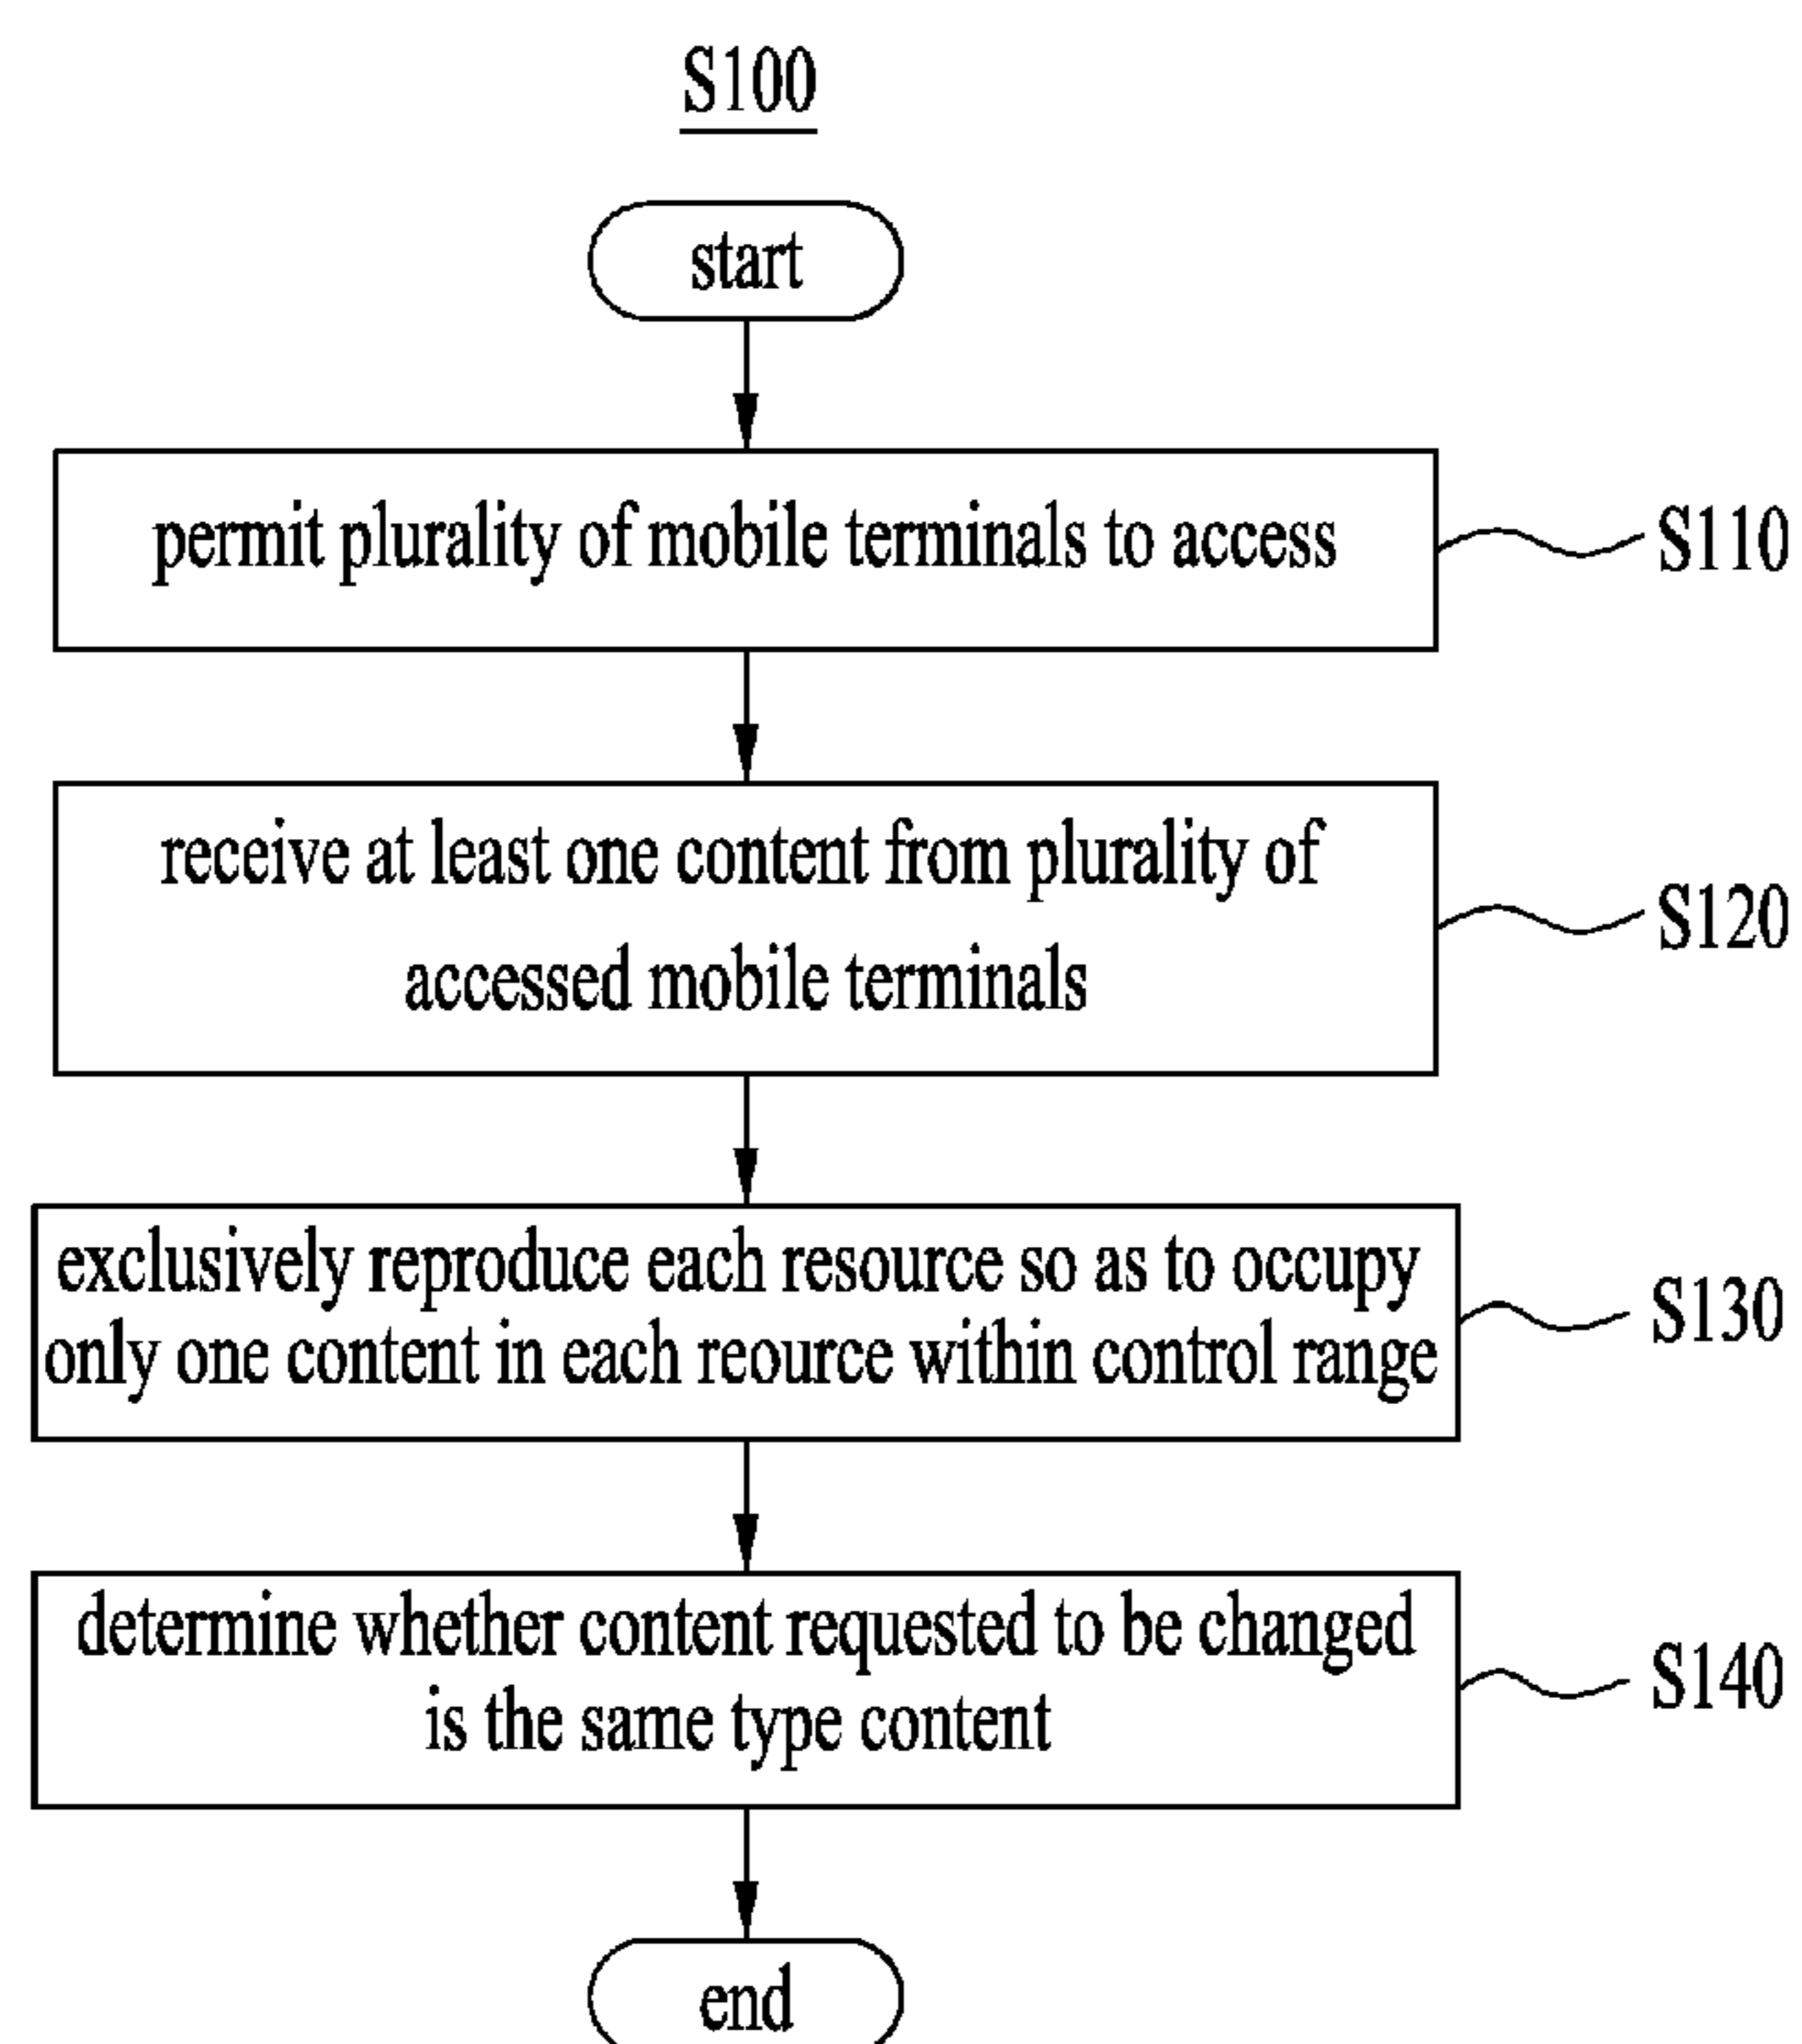 S100
start
permit plurality of mobile terminals to access
S110
receive at least one content from plurality of
accessed mobile terminals
S120
exclusively reproduce each resource so as to occupy
only one content in each reource within control range
S130
determine whether content requested to be changed
is the same type content
S140
end